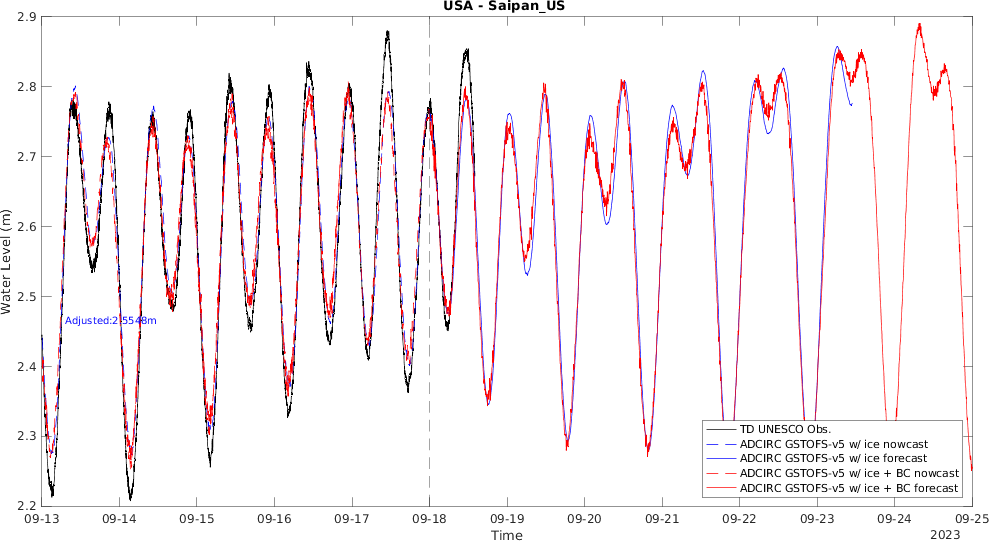 USA - Saipan_US
2.9
2.8
2.7
2.6
2.5
2.4
2.3
2.2
Water Level (m)
Adjusted:2.5548m
TD UNESCO Obs.
ADCIRC GSTOFS-v5 w/ ice nowcast
ADCIRC GSTOFS-v5 w/ ice forecast
ADCIRC GSTOFS-v5 w/ ice + BC nowcast
ADCIRC GSTOFS-v5 w/ ice + BC forecast
09-13 09-14 09-15 09-16 09-17 09-18 09-19 09-20 09-21 09-22 09-23 09-24 09-25
Time
2023